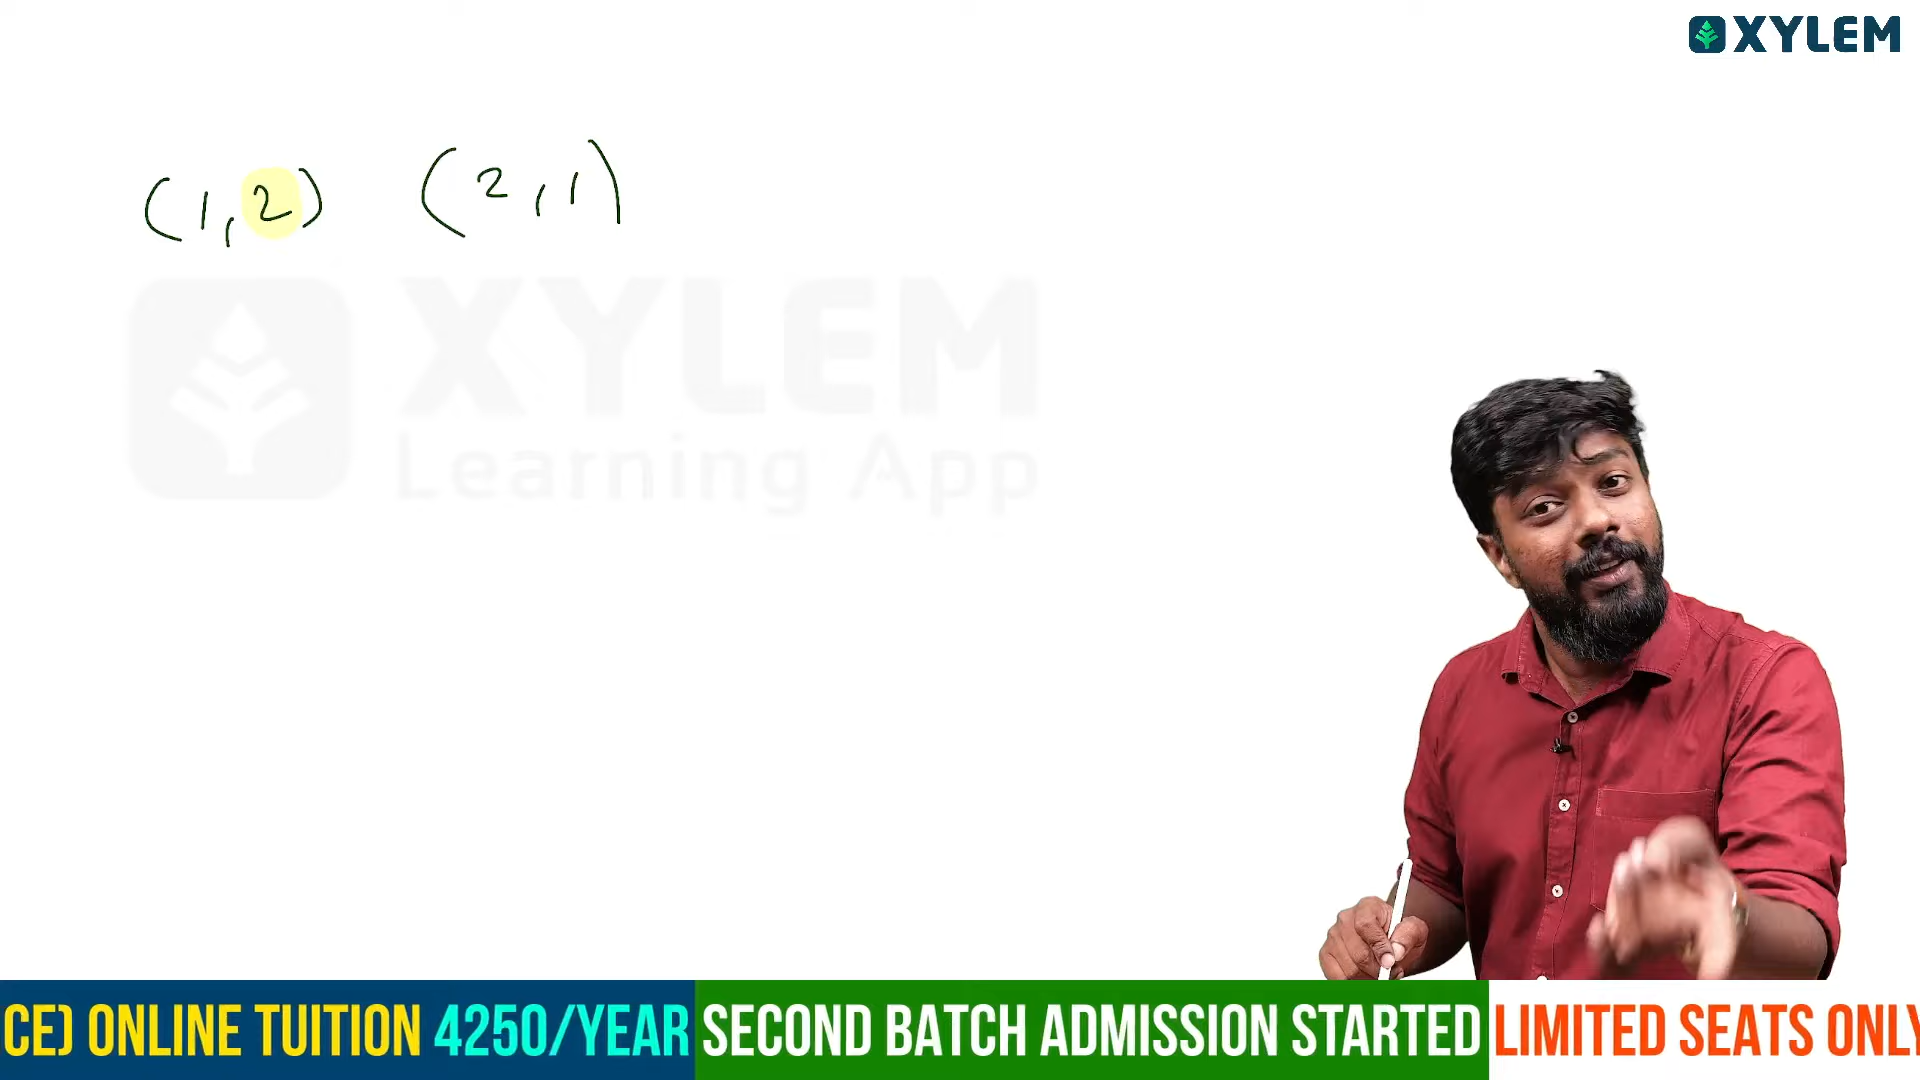 XYLEM
(1,2) (2,1)
XYLEM
Learning App
CE) ONLINE TUITION 4250/YEAR SECOND BATCH ADMISSION STARTED LIMITED SEATS ONLY